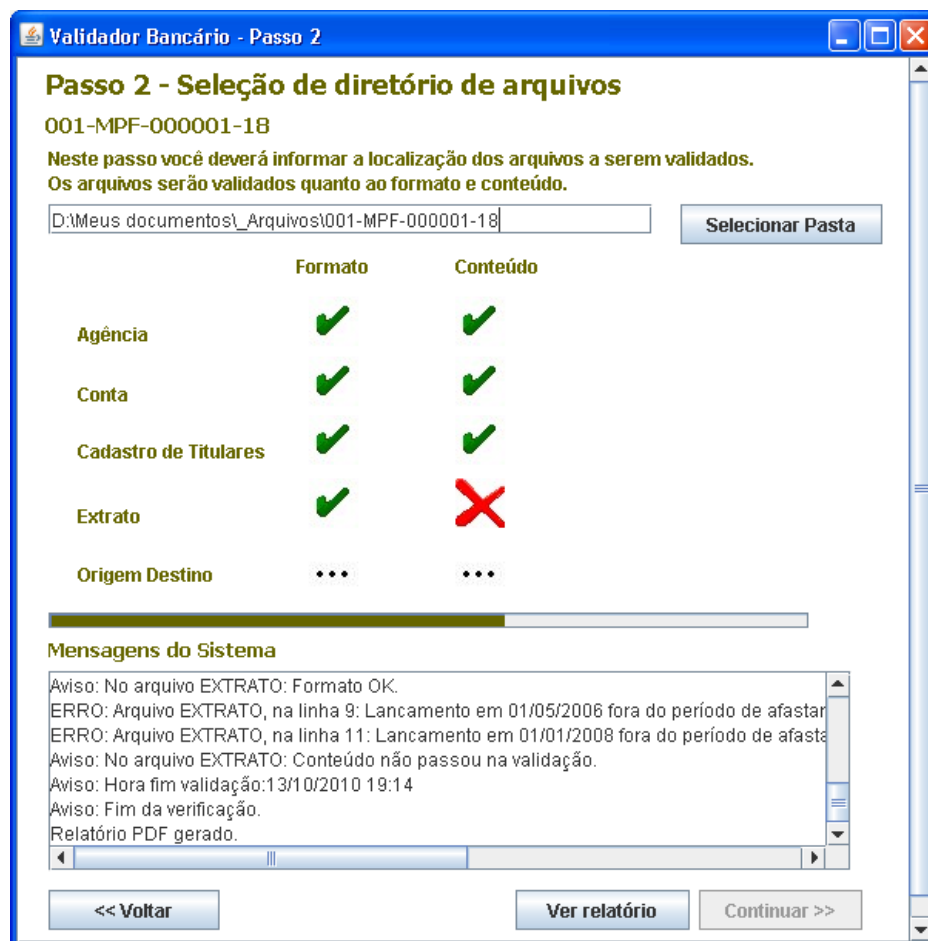 Validador Bancário - Passo 2
Passo 2 - Seleção de diretório de arquivos
001-MPF-000001-18
Neste passo você deverá informar a localização dos arquivos a serem validados.
Os arquivos serão validados quanto ao formato e conteúdo.
D:\Meus documentos\_Arquivos\001-MPF-000001-18
Selecionar Pasta
Formato Conteúdo
Agência
Conta
Cadastro de Titulares
Extrato
Origem Destino ... ...
Mensagens do Sistema
Aviso: No arquivo EXTRATO: Formato OK.
ERRO: Arquivo EXTRATO, na linha 9: Lancamento em 01/05/2006 fora do período de afastar
ERRO: Arquivo EXTRATO, na linha 11: Lancamento em 01/01/2008 fora do período de afasta
Aviso: No arquivo EXTRATO: Conteúdo não passou na validação.
Aviso: Hora fim validação:13/10/2010 19:14
Aviso: Fim da verificação.
Relatório PDF gerado.
<< Voltar Ver relatório Continuar >>